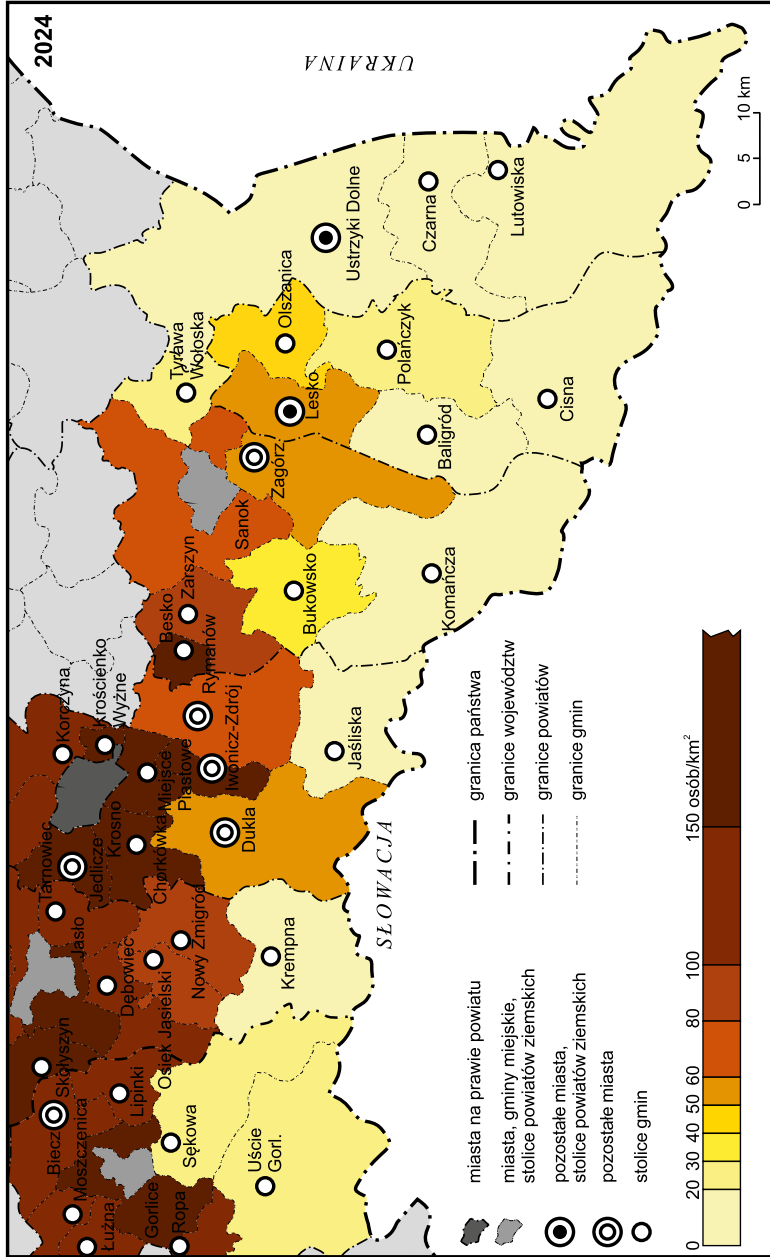 2024
UKRAINA
SŁOWACJA
Biecz
Moszczenica
Łużna
Skołyszyn
Lipinki
Gorlice
Ropa
Sękowa
Uście
Gorl.
Tarnowiec
Jasło
Dębowiec
Osiek Jasielski
Nowy Żmigród
Krempna
Jedlicze
Krosno
Chorkówka
Korczyna
Krościenko
Wyżne
Miejsce
Piastowe
Iwonicz-Zdrój
Rymanów
Dukla
Jaśliska
Besko
Zarszyn
Sanok
Bukowsko
Komańcza
Zagórz
Tyrawa
Wołoska
Lesko
Olszanica
Baligród
Polańczyk
Cisna
Ustrzyki Dolne
Czarna
Lutowiska
miasta na prawie powiatu
miasta, gminy miejskie,
stolice powiatów ziemskich
pozostałe miasta,
stolice powiatów ziemskich
pozostałe miasta
stolice gmin
granica państwa
granice województw
granice powiatów
granice gmin
0 20 30 40 50 60 80 100 150 osób/km²
0 5 10 km